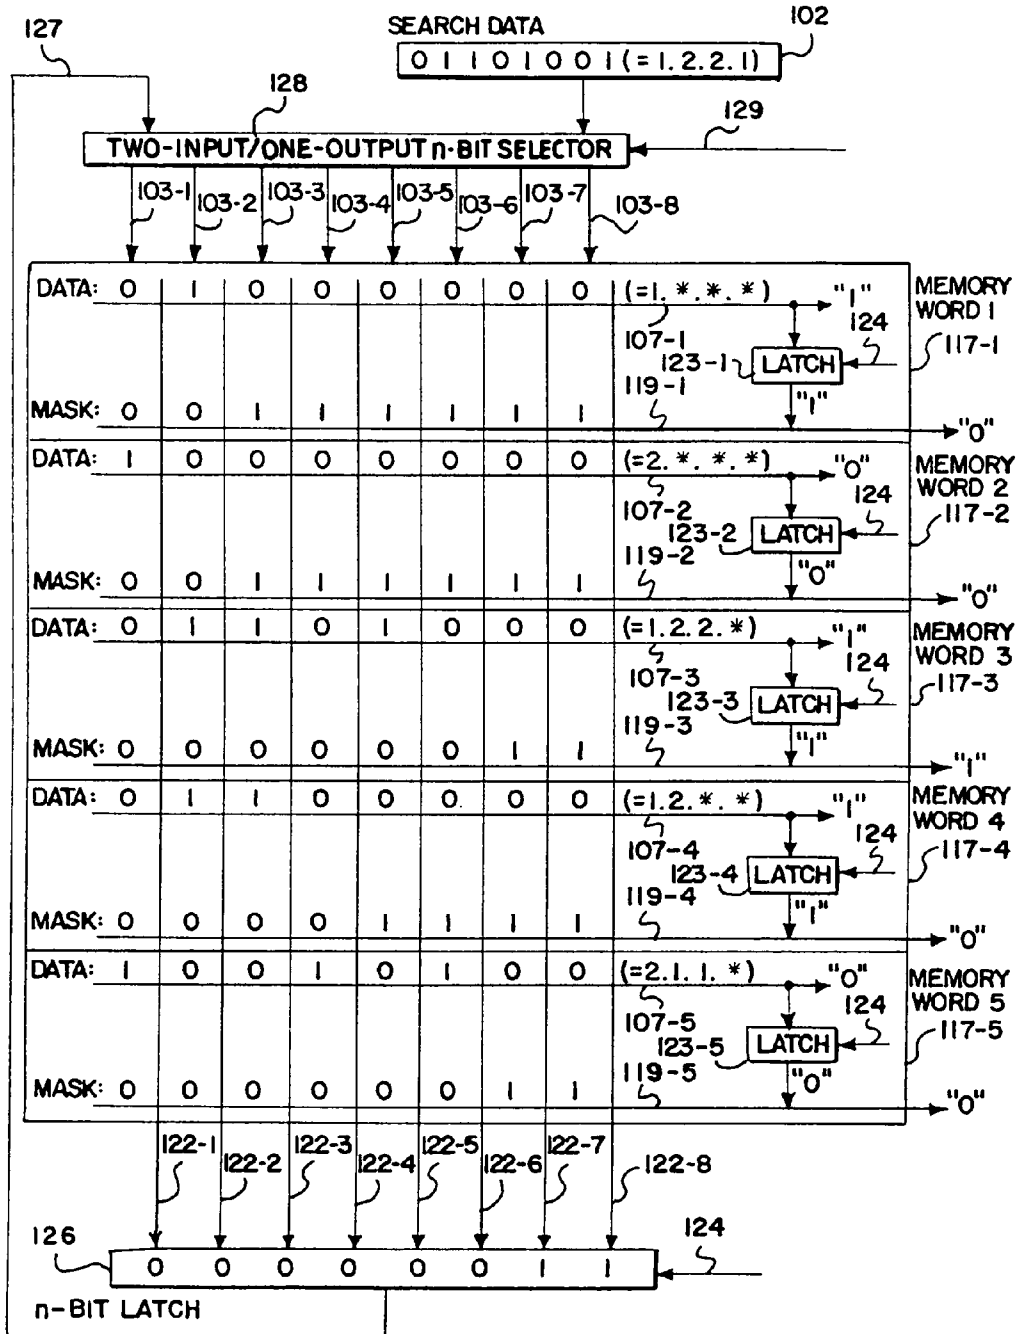 127
SEARCH DATA
102
0 1 1 0 1 0 0 1 (= 1. 2. 2. 1)
128
129
TWO-INPUT/ONE-OUTPUT n-BIT SELECTOR
103-1 103-2 103-3 103-4 103-5 103-6 103-7 103-8
DATA: 0 1 0 0 0 0 0 0 (=1. *. *. *) "1" MEMORY WORD 1
107-1 124
123-1 LATCH 117-1
119-1 "1"
MASK: 0 0 1 1 1 1 1 1 "0"
DATA: 1 0 0 0 0 0 0 0 (=2. *. *. *) "0" MEMORY WORD 2
107-2 124
123-2 LATCH 117-2
119-2 "0"
MASK: 0 0 1 1 1 1 1 1 "0"
DATA: 0 1 1 0 1 0 0 0 (=1. 2. 2. *) "1" MEMORY WORD 3
107-3 124
123-3 LATCH 117-3
119-3 "1"
MASK: 0 0 0 0 0 0 1 1 "1"
DATA: 0 1 1 0 0 0 0 0 (=1. 2. *. *) "1" MEMORY WORD 4
107-4 124
123-4 LATCH 117-4
119-4 "1"
MASK: 0 0 0 0 1 1 1 1 "0"
DATA: 1 0 0 1 0 1 0 0 (=2. 1. 1. *) "0" MEMORY WORD 5
107-5 124
123-5 LATCH 117-5
119-5 "0"
MASK: 0 0 0 0 0 0 1 1 "0"
122-1 122-2 122-3 122-4 122-5 122-6 122-7 122-8
126
0 0 0 0 0 0 1 1
124
n-BIT LATCH